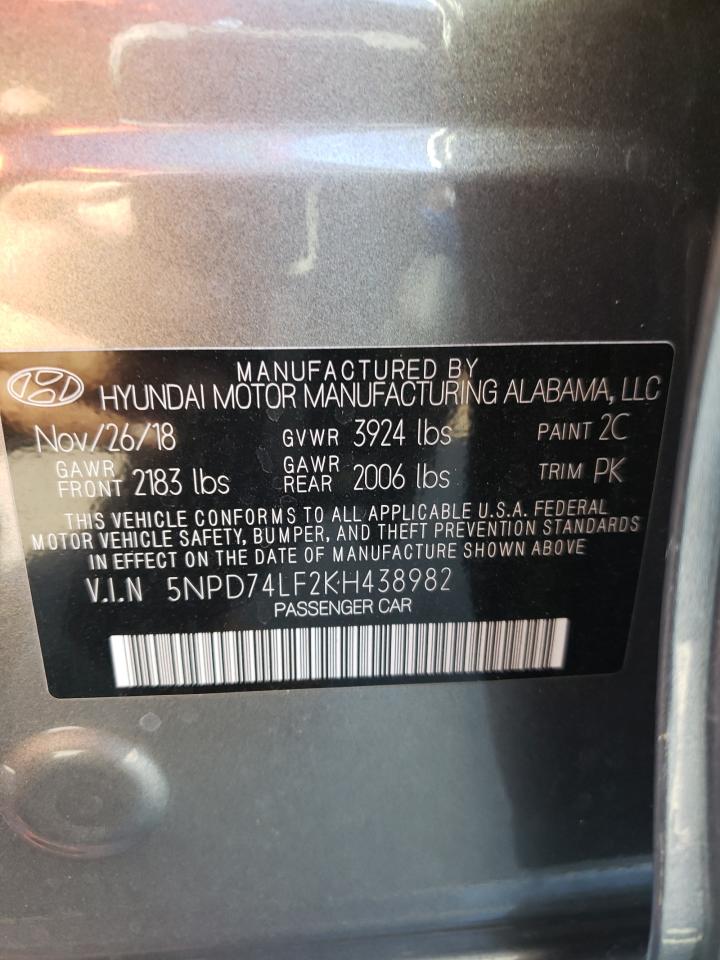 MANUFACTURED BY
HYUNDAI MOTOR MANUFACTURING ALABAMA, LLC
Nov/26/18 GVWR 3924 lbs PAINT 2C
GAWR FRONT 2183 lbs GAWR REAR 2006 lbs TRIM PK
THIS VEHICLE CONFORMS TO ALL APPLICABLE U.S.A. FEDERAL
MOTOR VEHICLE SAFETY, BUMPER, AND THEFT PREVENTION STANDARDS
IN EFFECT ON THE DATE OF MANUFACTURE SHOWN ABOVE
V.I.N 5NPD74LF2KH438982
PASSENGER CAR